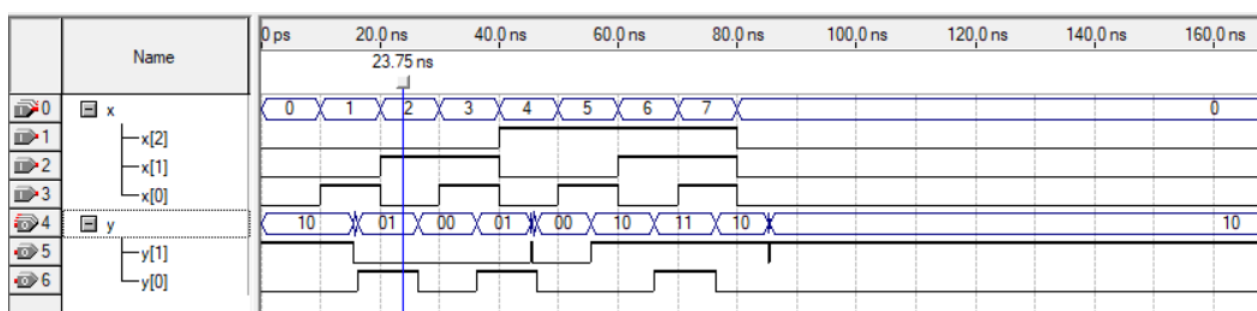 Name
0 ps 20.0 ns 40.0 ns 60.0 ns 80.0 ns 100.0 ns 120.0 ns 140.0 ns 160.0 ns
23.75 ns
0 x 0 1 2 3 4 5 6 7 0
1 x[2]
2 x[1]
3 x[0]
4 y 10 01 00 01 00 10 11 10 10
5 y[1]
6 y[0]